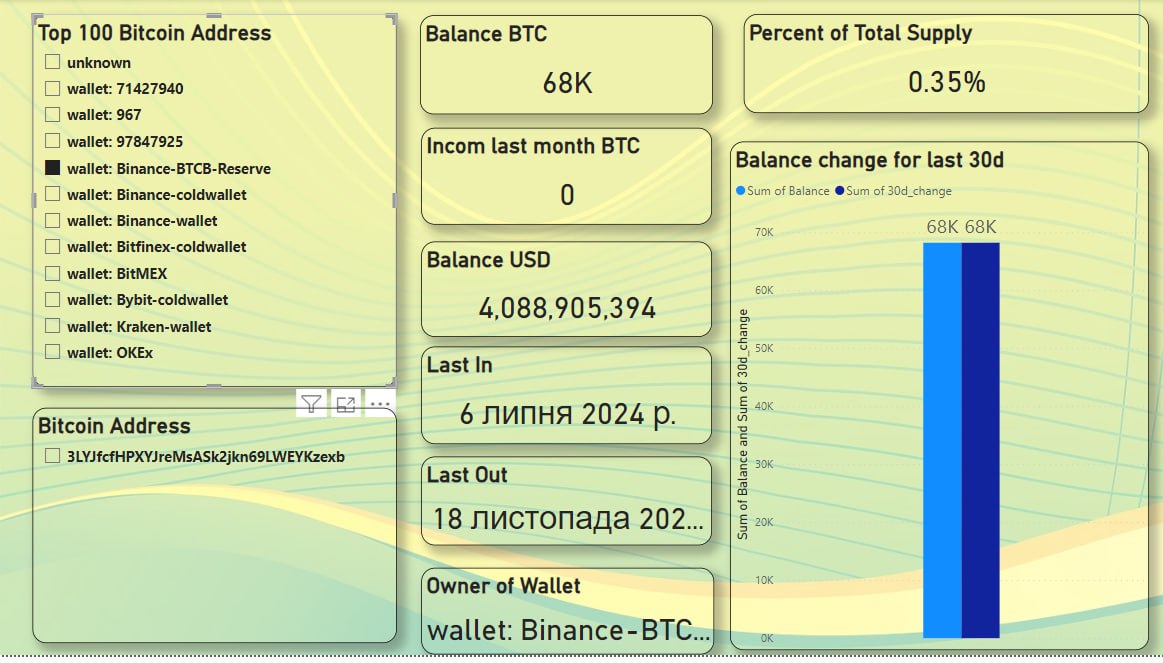 Top 100 Bitcoin Address
unknown
wallet: 71427940
wallet: 967
wallet: 97847925
wallet: Binance-BTCB-Reserve
wallet: Binance-coldwallet
wallet: Binance-wallet
wallet: Bitfinex-coldwallet
wallet: BitMEX
wallet: Bybit-coldwallet
wallet: Kraken-wallet
wallet: OKEx
Bitcoin Address
3LYJfcfHPXYJreMsASk2jkn69LWEYKzexb
Balance BTC
68K
Incom last month BTC
0
Balance USD
4,088,905,394
Last In
6 липня 2024 р.
Last Out
18 листопада 202...
Owner of Wallet
wallet: Binance-BTC...
Percent of Total Supply
0.35%
Balance change for last 30d
Sum of Balance Sum of 30d_change
68K 68K
70K
60K
50K
40K
30K
20K
10K
0K
Sum of Balance and Sum of 30d_change